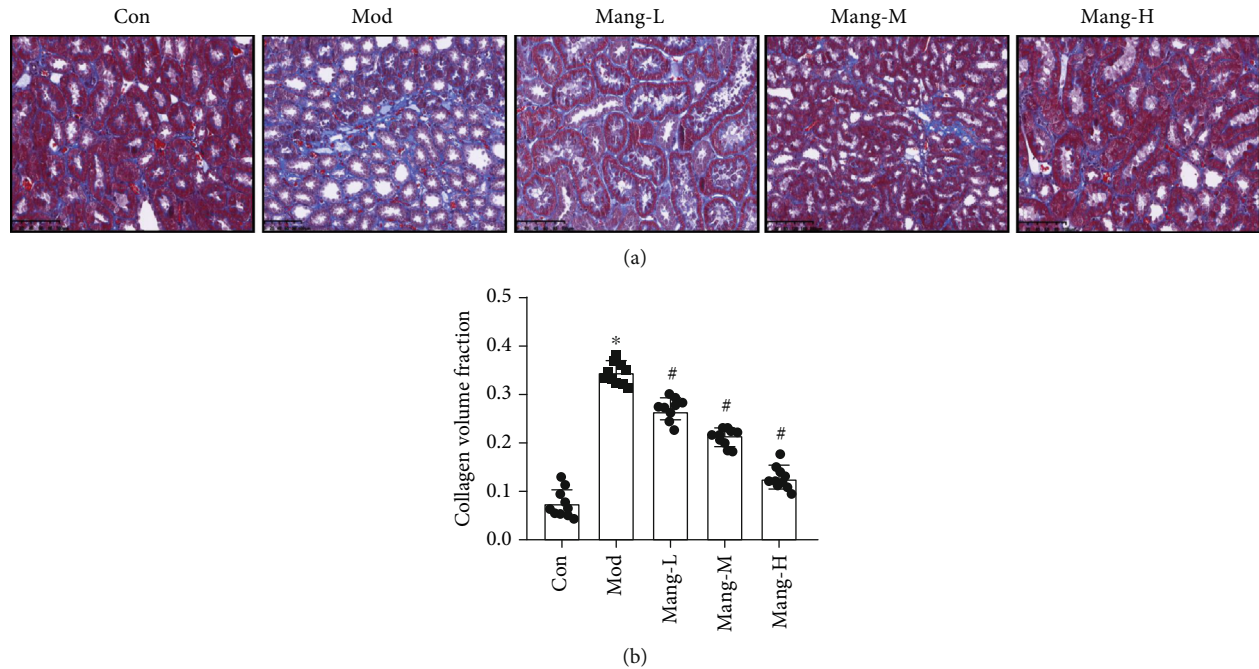 Con Mod Mang-L Mang-M Mang-H
(a)
0.5
0.4
0.3
0.2
0.1
0.0
Collagen volume fraction
*
#
#
#
Con
Mod
Mang-L
Mang-M
Mang-H
(b)